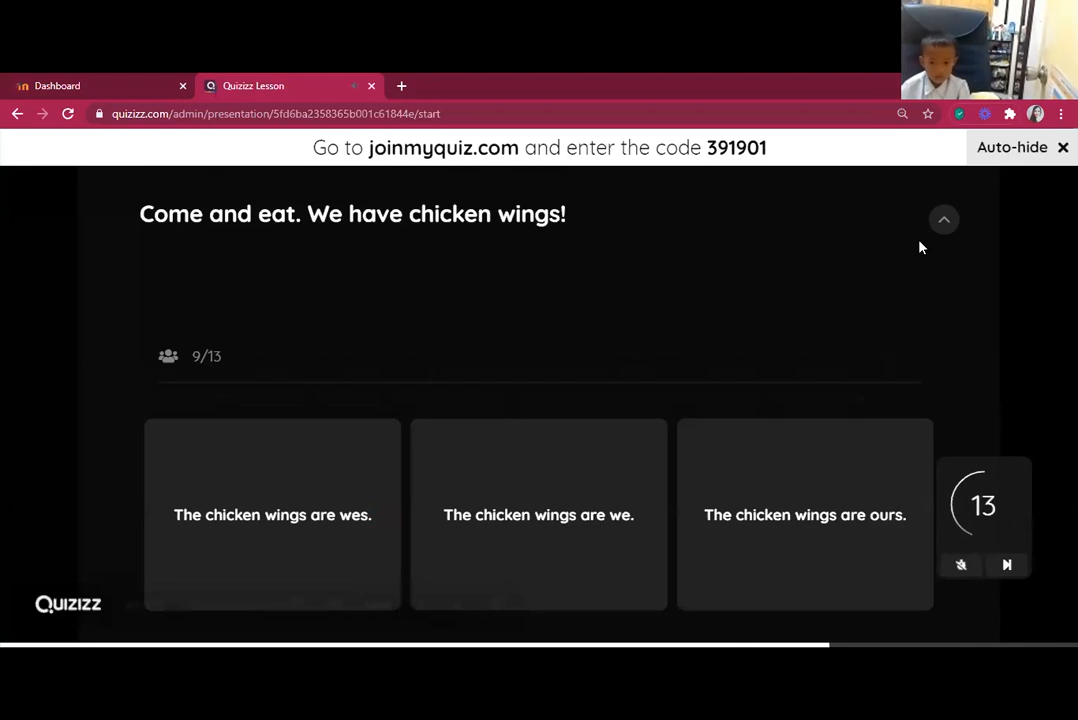 Dashboard
Quizizz Lesson
quizizz.com/admin/presentation/5fd6ba2358365b001c61844e/start
Go to joinmyquiz.com and enter the code 391901
Auto-hide
Come and eat. We have chicken wings!
9/13
The chicken wings are wes.
The chicken wings are we.
The chicken wings are ours.
13
Quizizz